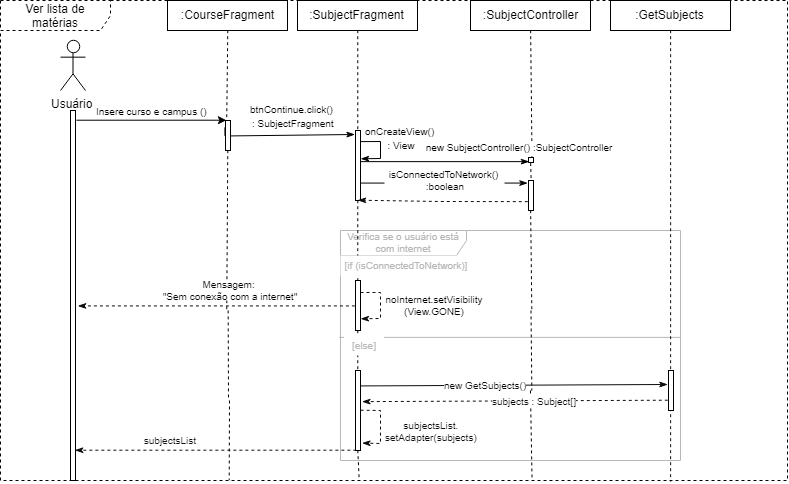 Ver lista de
matérias
:CourseFragment
:SubjectFragment
:SubjectController
:GetSubjects
Usuário
Insere curso e campus ()
btnContinue.click()
: SubjectFragment
onCreateView()
: View
new SubjectController() :SubjectController
isConnectedToNetwork()
:boolean
Verifica se o usuário está
com internet
[if (isConnectedToNetwork)]
Mensagem:
"Sem conexão com a internet"
noInternet.setVisibility
(View.GONE)
[else]
new GetSubjects()
subjects : Subject[]
subjectsList.
setAdapter(subjects)
subjectsList